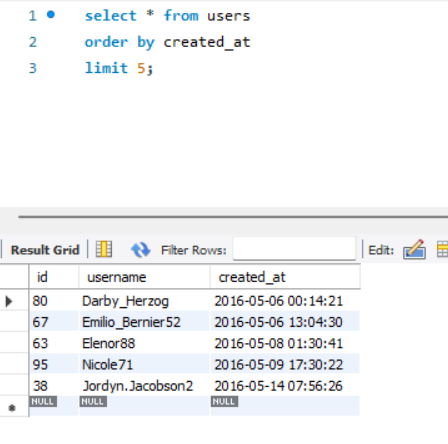 1 select * from users
2 order by created_at
3 limit 5;
Result Grid Filter Rows: Edit:
id username created_at
80 Darby_Herzog 2016-05-06 00:14:21
67 Emilio_Bernier52 2016-05-06 13:04:30
63 Elenor88 2016-05-08 01:30:41
95 Nicole71 2016-05-09 17:30:22
38 Jordyn.Jacobson2 2016-05-14 07:56:26
NULL NULL NULL